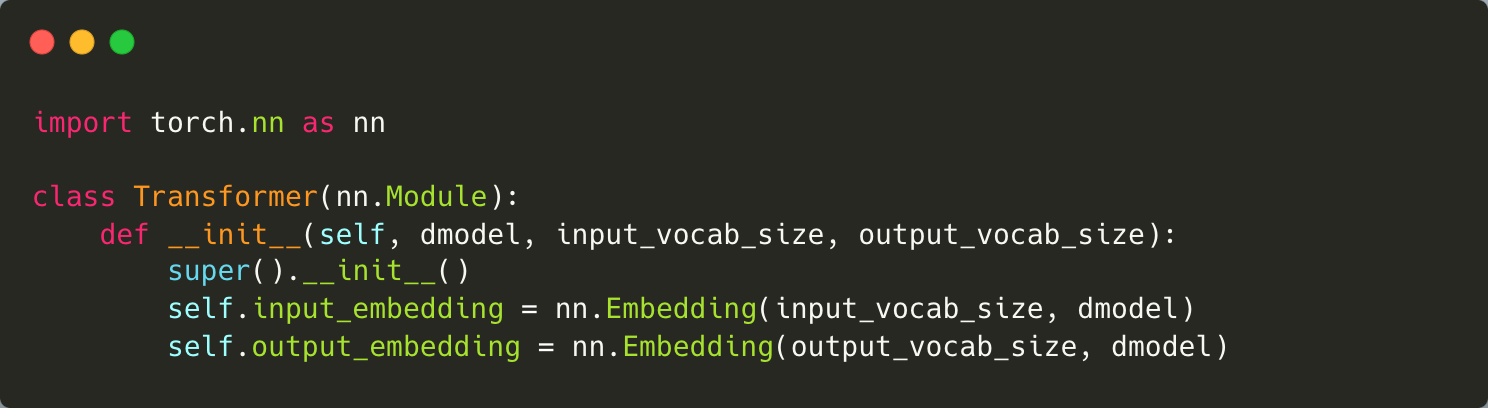 import torch.nn as nn
class Transformer(nn.Module):
    def __init__(self, dmodel, input_vocab_size, output_vocab_size):
        super().__init__()
        self.input_embedding = nn.Embedding(input_vocab_size, dmodel)
        self.output_embedding = nn.Embedding(output_vocab_size, dmodel)